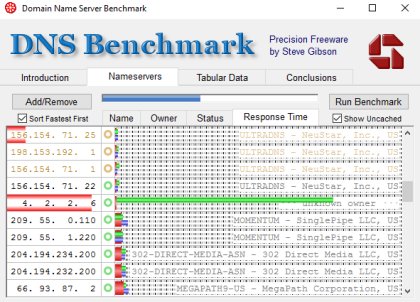 Domain Name Server Benchmark
DNS Benchmark
Precision Freeware
by Steve Gibson
Introduction
Nameservers
Tabular Data
Conclusions
Add/Remove
Run Benchmark
Sort Fastest First
Name
Owner
Status
Response Time
Show Uncached
156.154. 71. 25 ULTRADNS - NeuStar, Inc., US
198.153.192. 1 ULTRADNS - NeuStar, Inc., US
156.154. 71. 1 ULTRADNS - NeuStar, Inc., US
156.154. 71. 22 ULTRADNS - NeuStar, Inc., US
4. 2. 2. 6 unknown owner
209. 55. 0.110 MOMENTUM - SinglePipe LLC, US
209. 55. 1.220 MOMENTUM - SinglePipe LLC, US
204.194.234.200 302-DIRECT-MEDIA-ASN - 302 Direct Media LLC, US
204.194.232.200 302-DIRECT-MEDIA-ASN - 302 Direct Media LLC, US
66. 93. 87. 2 MEGAPATH9-US - MegaPath Corporation, US